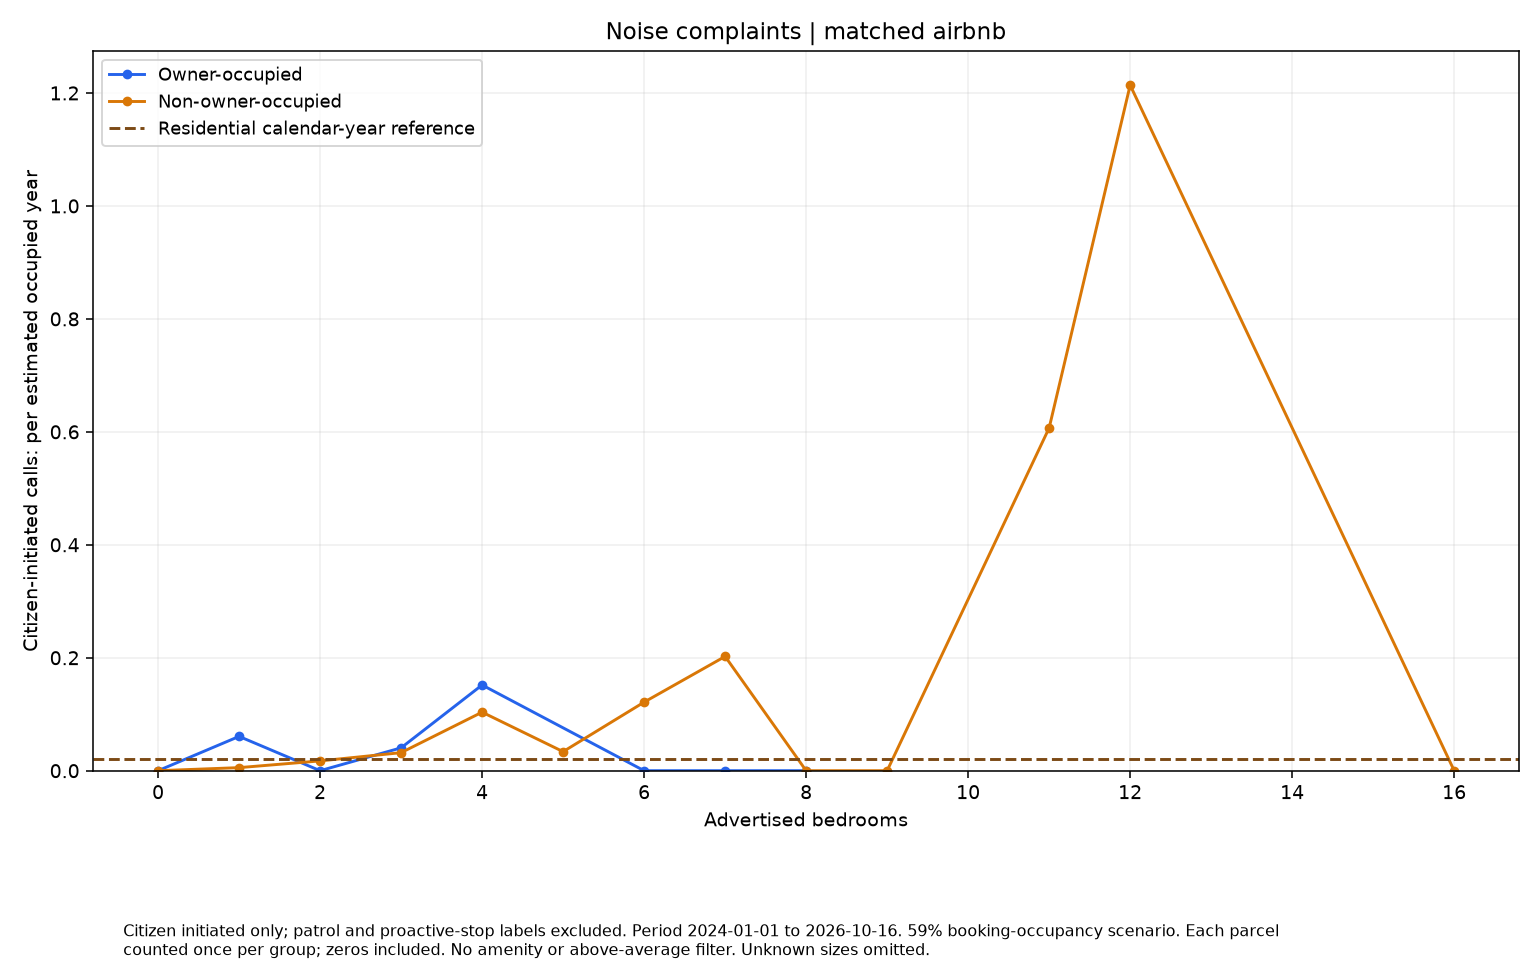 Noise complaints | matched airbnb
Owner-occupied
Non-owner-occupied
Residential calendar-year reference
Citizen-initiated calls: per estimated occupied year
1.2
1.0
0.8
0.6
0.4
0.2
0.0
0 2 4 6 8 10 12 14 16
Advertised bedrooms
Citizen initiated only; patrol and proactive-stop labels excluded. Period 2024-01-01 to 2026-10-16. 59% booking-occupancy scenario. Each parcel
counted once per group; zeros included. No amenity or above-average filter. Unknown sizes omitted.